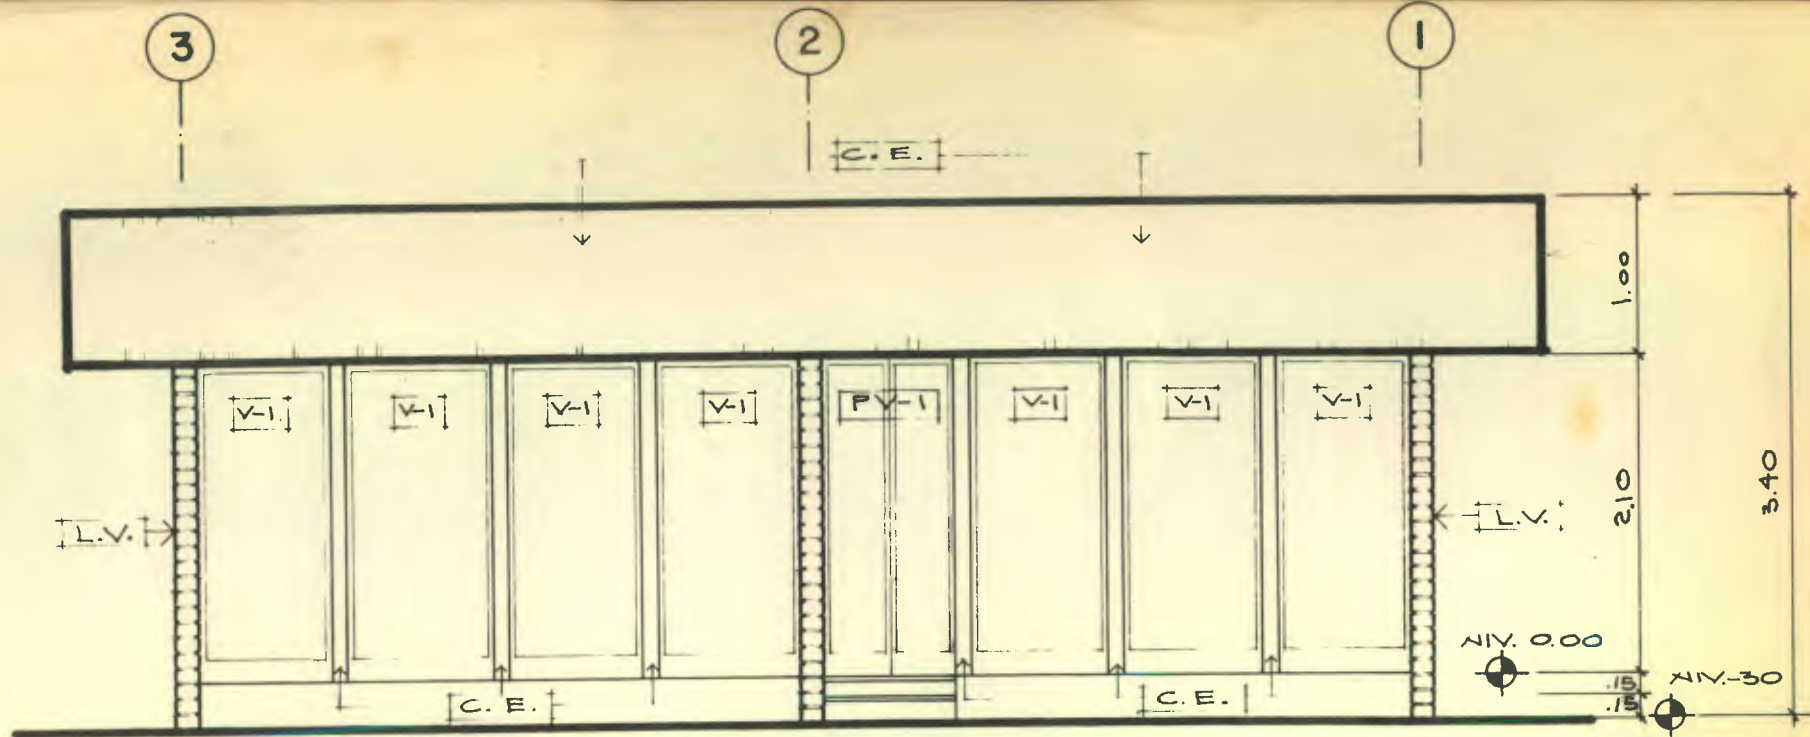 3
2
1
C. E.
V-1
V-1
V-1
V-1
PV-1
V-1
V-1
V-1
L.V.
L.V.
C. E.
C. E.
1.00
2.10
3.40
NIV. 0.00
.15
.15
NIV.-30